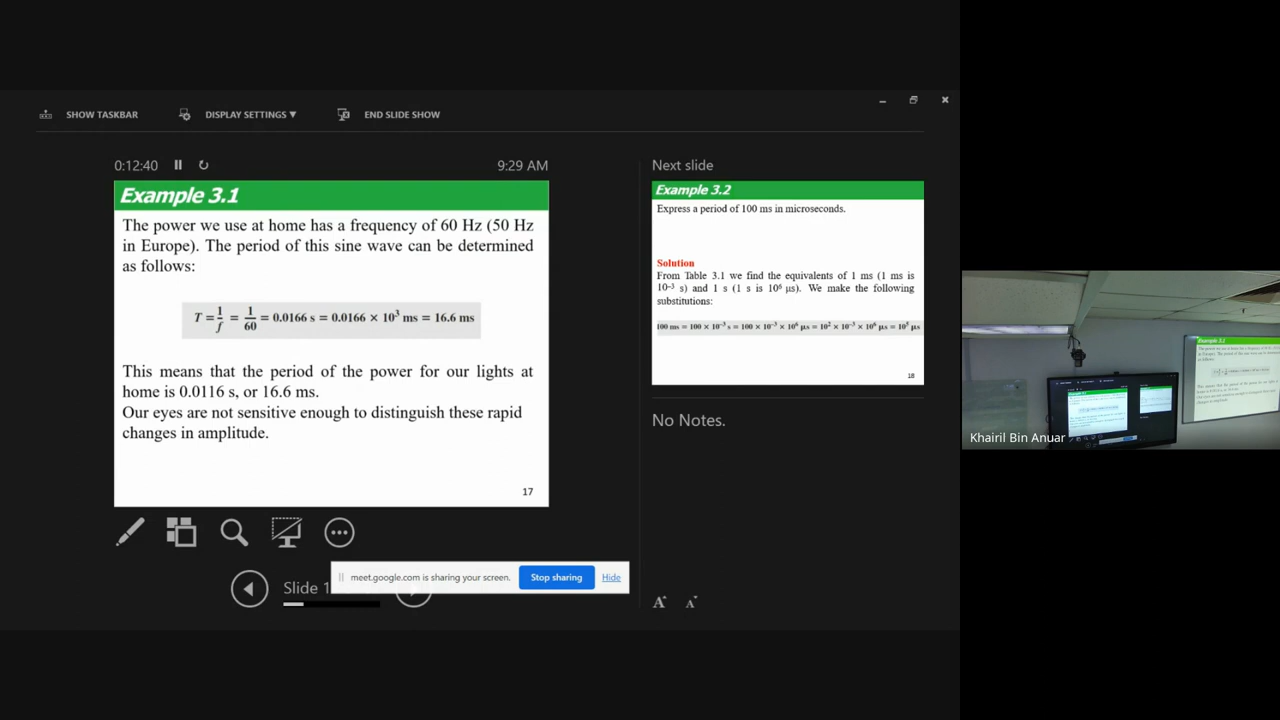 SHOW TASKBAR DISPLAY SETTINGS ▼ END SLIDE SHOW
0:12:40 9:29 AM
Example 3.1
The power we use at home has a frequency of 60 Hz (50 Hz
in Europe). The period of this sine wave can be determined
as follows:
T = 1/f = 1/60 = 0.0166 s = 0.0166 × 10³ ms = 16.6 ms
This means that the period of the power for our lights at
home is 0.0116 s, or 16.6 ms.
Our eyes are not sensitive enough to distinguish these rapid
changes in amplitude.
17
Slide 1
meet.google.com is sharing your screen. Stop sharing Hide
Next slide
Example 3.2
Express a period of 100 ms in microseconds.
Solution
From Table 3.1 we find the equivalents of 1 ms (1 ms is
10⁻³ s) and 1 s (1 s is 10⁶ μs). We make the following
substitutions:
100 ms = 100 × 10⁻³ s = 100 × 10⁻³ × 10⁶ μs = 10² × 10⁻³ × 10⁶ μs = 10⁵ μs
18
No Notes.
A A
Khairil Bin Anuar
Example 3.1